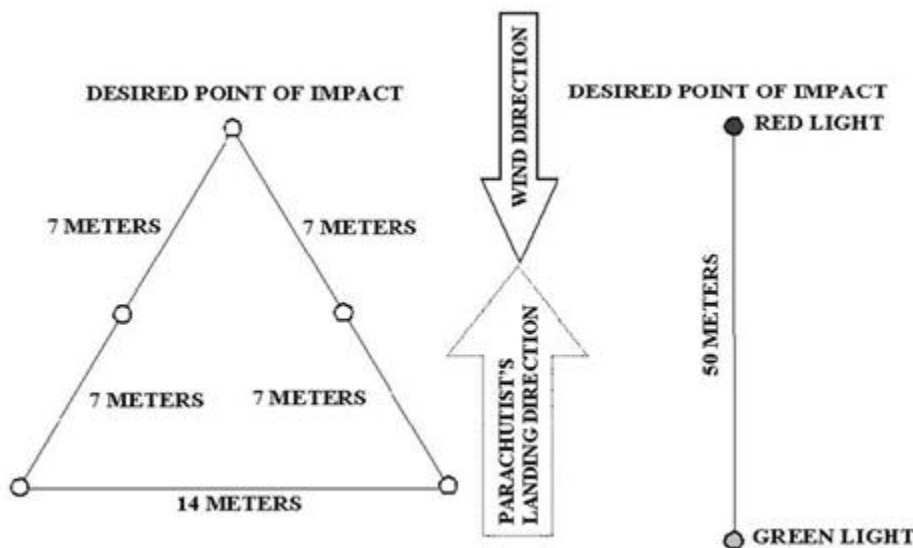 DESIRED POINT OF IMPACT
7 METERS
7 METERS
7 METERS
7 METERS
14 METERS
WIND DIRECTION
PARACHUTIST'S
LANDING DIRECTION
DESIRED POINT OF IMPACT
RED LIGHT
50 METERS
GREEN LIGHT